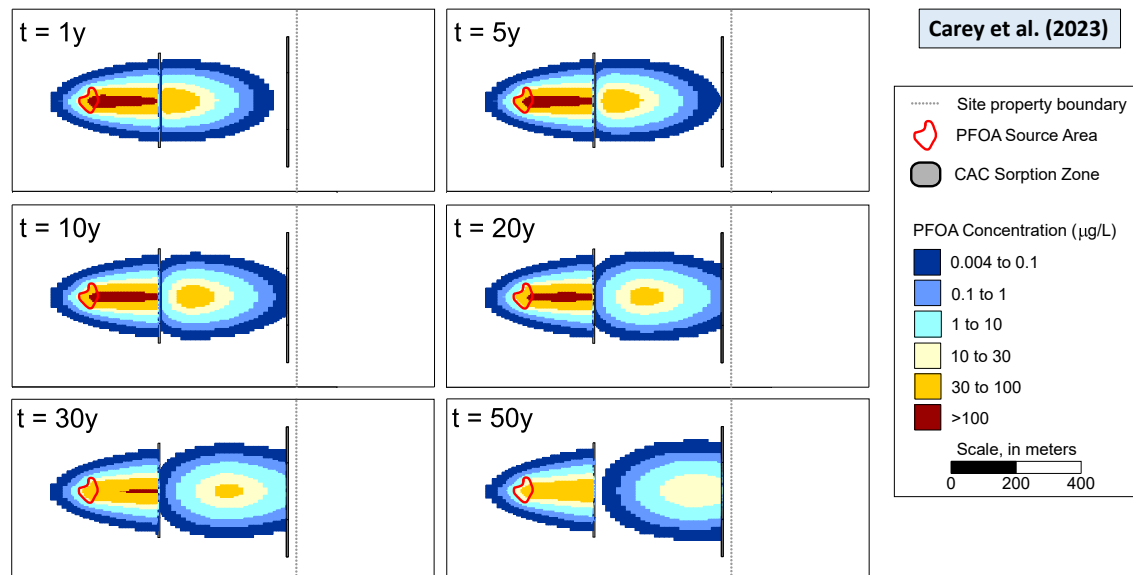 t = 1y
t = 5y
t = 10y
t = 20y
t = 30y
t = 50y
Carey et al. (2023)
Site property boundary
PFOA Source Area
CAC Sorption Zone
PFOA Concentration (μg/L)
0.004 to 0.1
0.1 to 1
1 to 10
10 to 30
30 to 100
>100
Scale, in meters
0 200 400